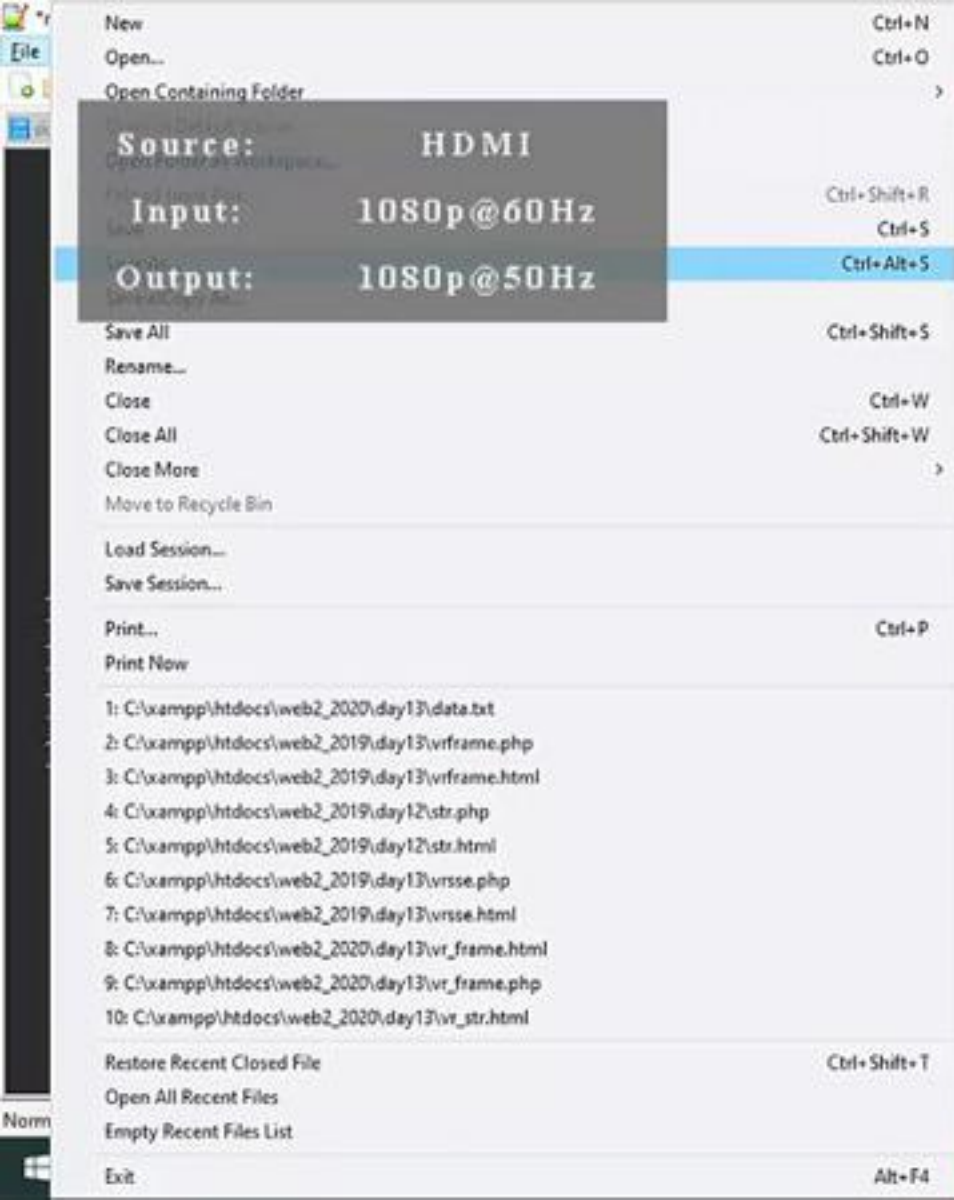 File
New Ctrl+N
Open... Ctrl+O
Open Containing Folder
Source: HDMI
Ctrl+Shift+R
Input: 1080p@60Hz
Ctrl+S
Ctrl+Alt+S
Output: 1080p@50Hz
Save All Ctrl+Shift+S
Rename...
Close Ctrl+W
Close All Ctrl+Shift+W
Close More
Move to Recycle Bin
Load Session...
Save Session...
Print... Ctrl+P
Print Now
1: C:\xampp\htdocs\web2_2020\day13\data.txt
2: C:\xampp\htdocs\web2_2019\day13\vrframe.php
3: C:\xampp\htdocs\web2_2019\day13\vrframe.html
4: C:\xampp\htdocs\web2_2019\day12\str.php
5: C:\xampp\htdocs\web2_2019\day12\str.html
6: C:\xampp\htdocs\web2_2019\day13\vrsse.php
7: C:\xampp\htdocs\web2_2019\day13\vrsse.html
8: C:\xampp\htdocs\web2_2020\day13\vr_frame.html
9: C:\xampp\htdocs\web2_2020\day13\vr_frame.php
10: C:\xampp\htdocs\web2_2020\day13\vr_str.html
Restore Recent Closed File Ctrl+Shift+T
Open All Recent Files
Empty Recent Files List
Norm
Exit Alt+F4